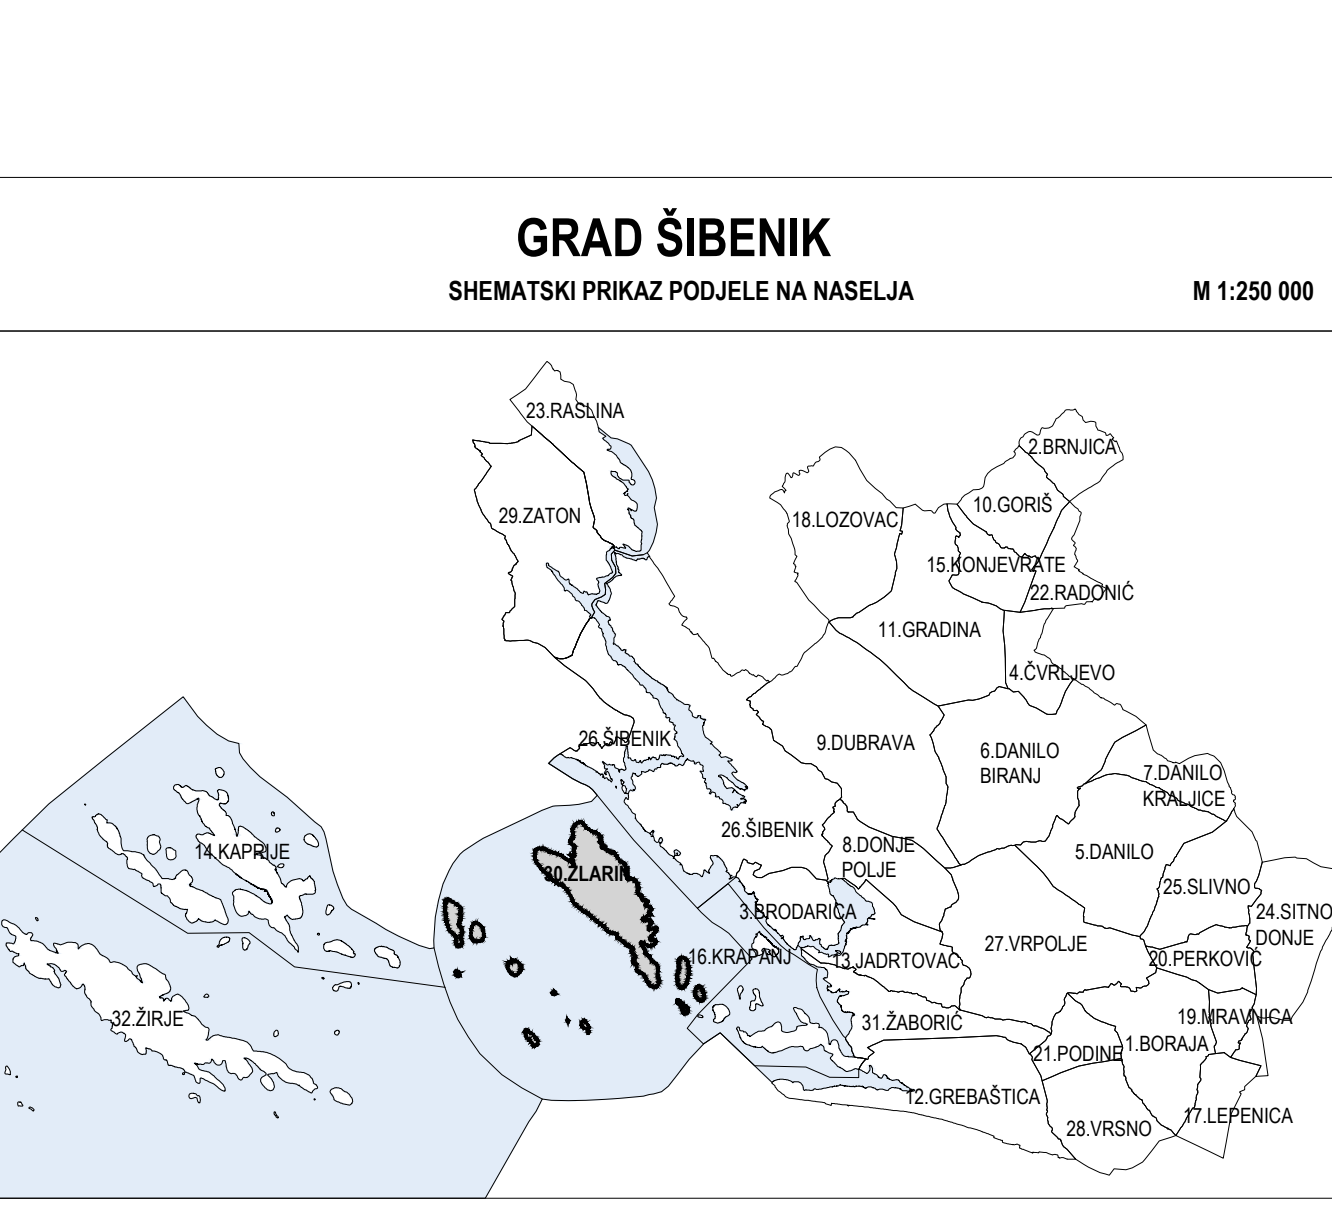 GRAD ŠIBENIK
SHEMATSKI PRIKAZ PODJELE NA NASELJA
M 1:250 000
23.RASLINA
2.BRNJICA
29.ZATON
18.LOZOVAC
10.GORIŠ
15.KONJEVRATE
22.RADONIĆ
11.GRADINA
4.ČVRLJEVO
26.ŠIBENIK
9.DUBRAVA
6.DANILO
BIRANJ
7.DANILO
KRALJICE
26.ŠIBENIK
8.DONJE
POLJE
5.DANILO
14.KAPRIJE
30.ZLARIN
25.SLIVNO
3.BRODARICA
24.SITNO
DONJE
27.VRPOLJE
16.KRAPANJ
13.JADRTOVAC
20.PERKOVIĆ
32.ŽIRJE
31.ŽABORIĆ
19.MRAVNICA
21.PODINE
1.BORAJA
12.GREBAŠTICA
28.VRSNO
17.LEPENICA